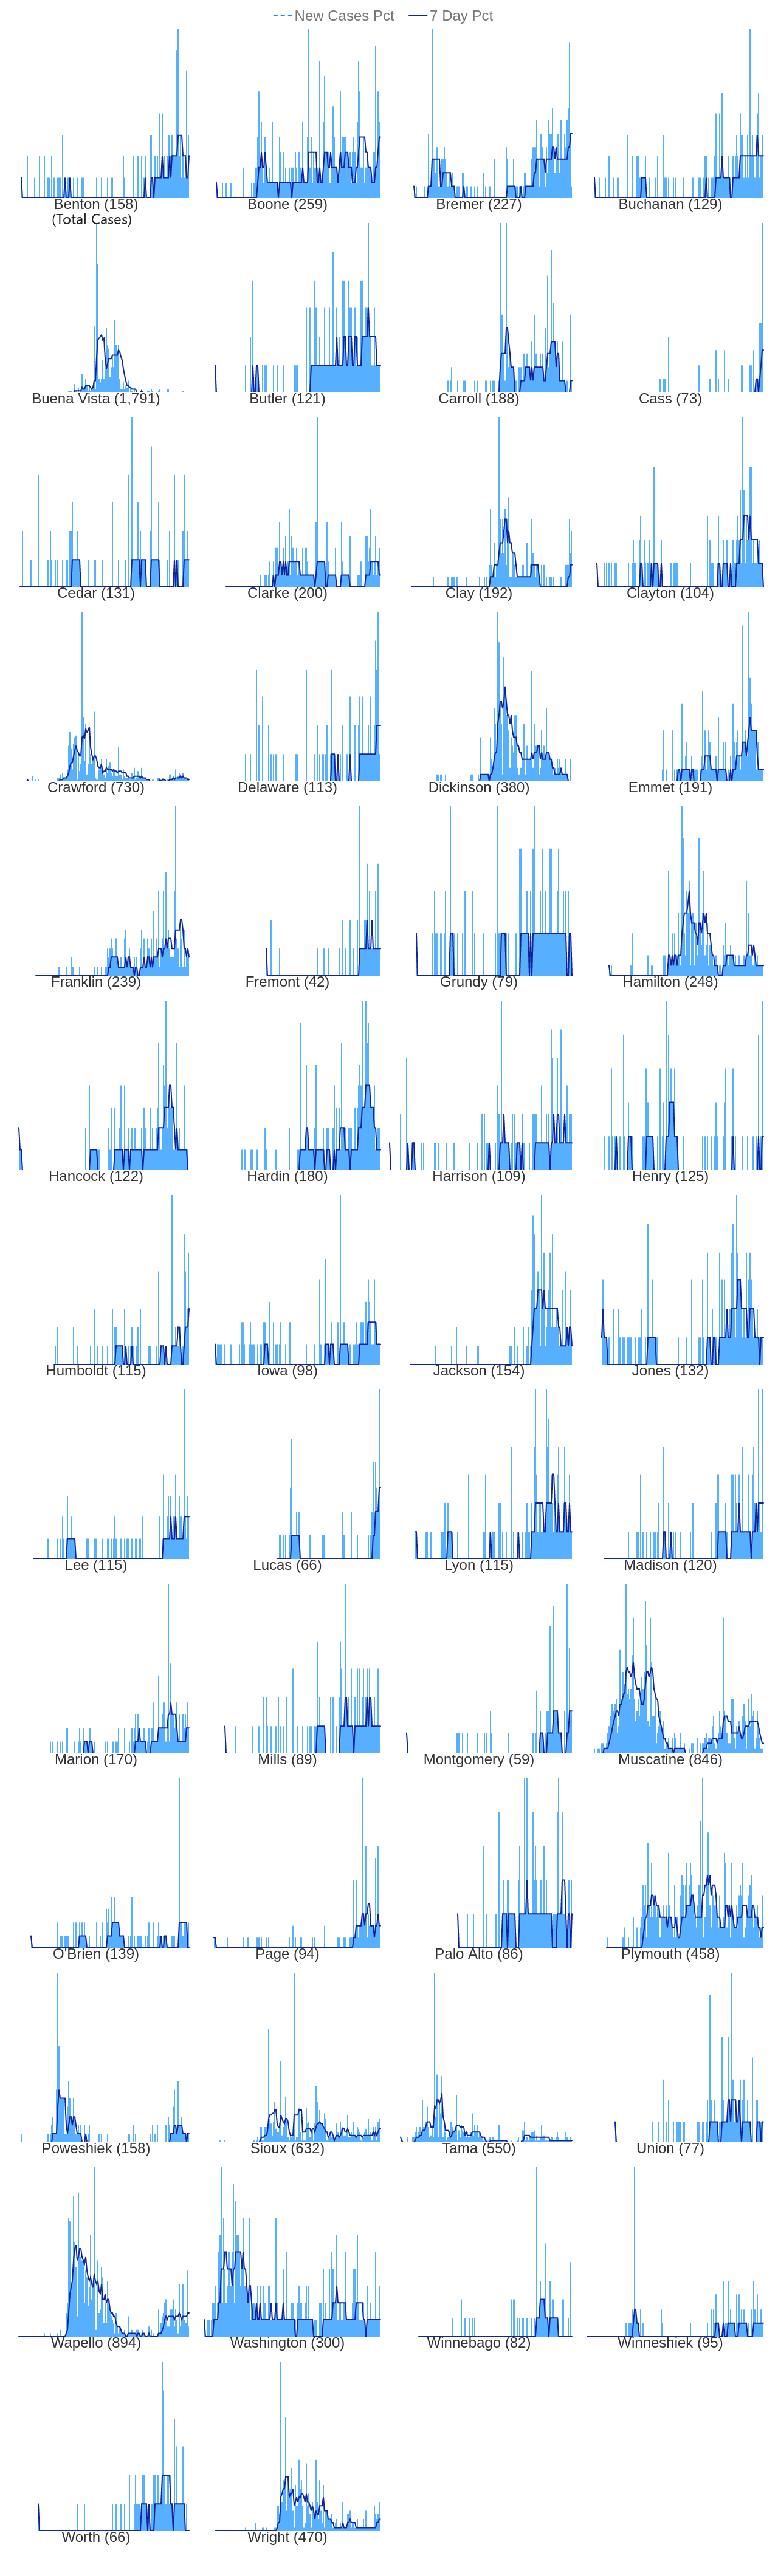 New Cases Pct 7 Day Pct
Benton (158) Boone (259) Bremer (227) Buchanan (129)
(Total Cases)
Buena Vista (1,791) Butler (121) Carroll (188) Cass (73)
Cedar (131) Clarke (200) Clay (192) Clayton (104)
Crawford (730) Delaware (113) Dickinson (380) Emmet (191)
Franklin (239) Fremont (42) Grundy (79) Hamilton (248)
Hancock (122) Hardin (180) Harrison (109) Henry (125)
Humboldt (115) Iowa (98) Jackson (154) Jones (132)
Lee (115) Lucas (66) Lyon (115) Madison (120)
Marion (170) Mills (89) Montgomery (59) Muscatine (846)
O'Brien (139) Page (94) Palo Alto (86) Plymouth (458)
Poweshiek (158) Sioux (632) Tama (550) Union (77)
Wapello (894) Washington (300) Winnebago (82) Winneshiek (95)
Worth (66) Wright (470)